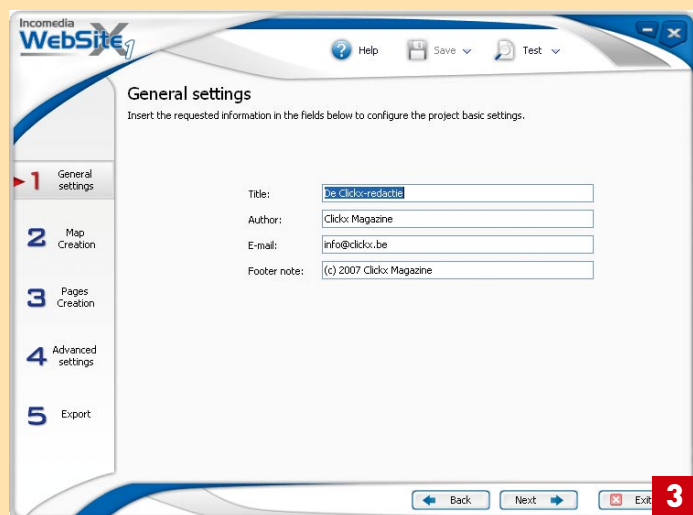 Incomedia
WebSite X1
Help Save Test
General settings
Insert the requested information in the fields below to configure the project basic settings.
1 General settings
2 Map Creation
3 Pages Creation
4 Advanced settings
5 Export
Title: De Clickx-redactie
Author: Clickx Magazine
E-mail: info@clickx.be
Footer note: (c) 2007 Clickx Magazine
Back Next Exit
3